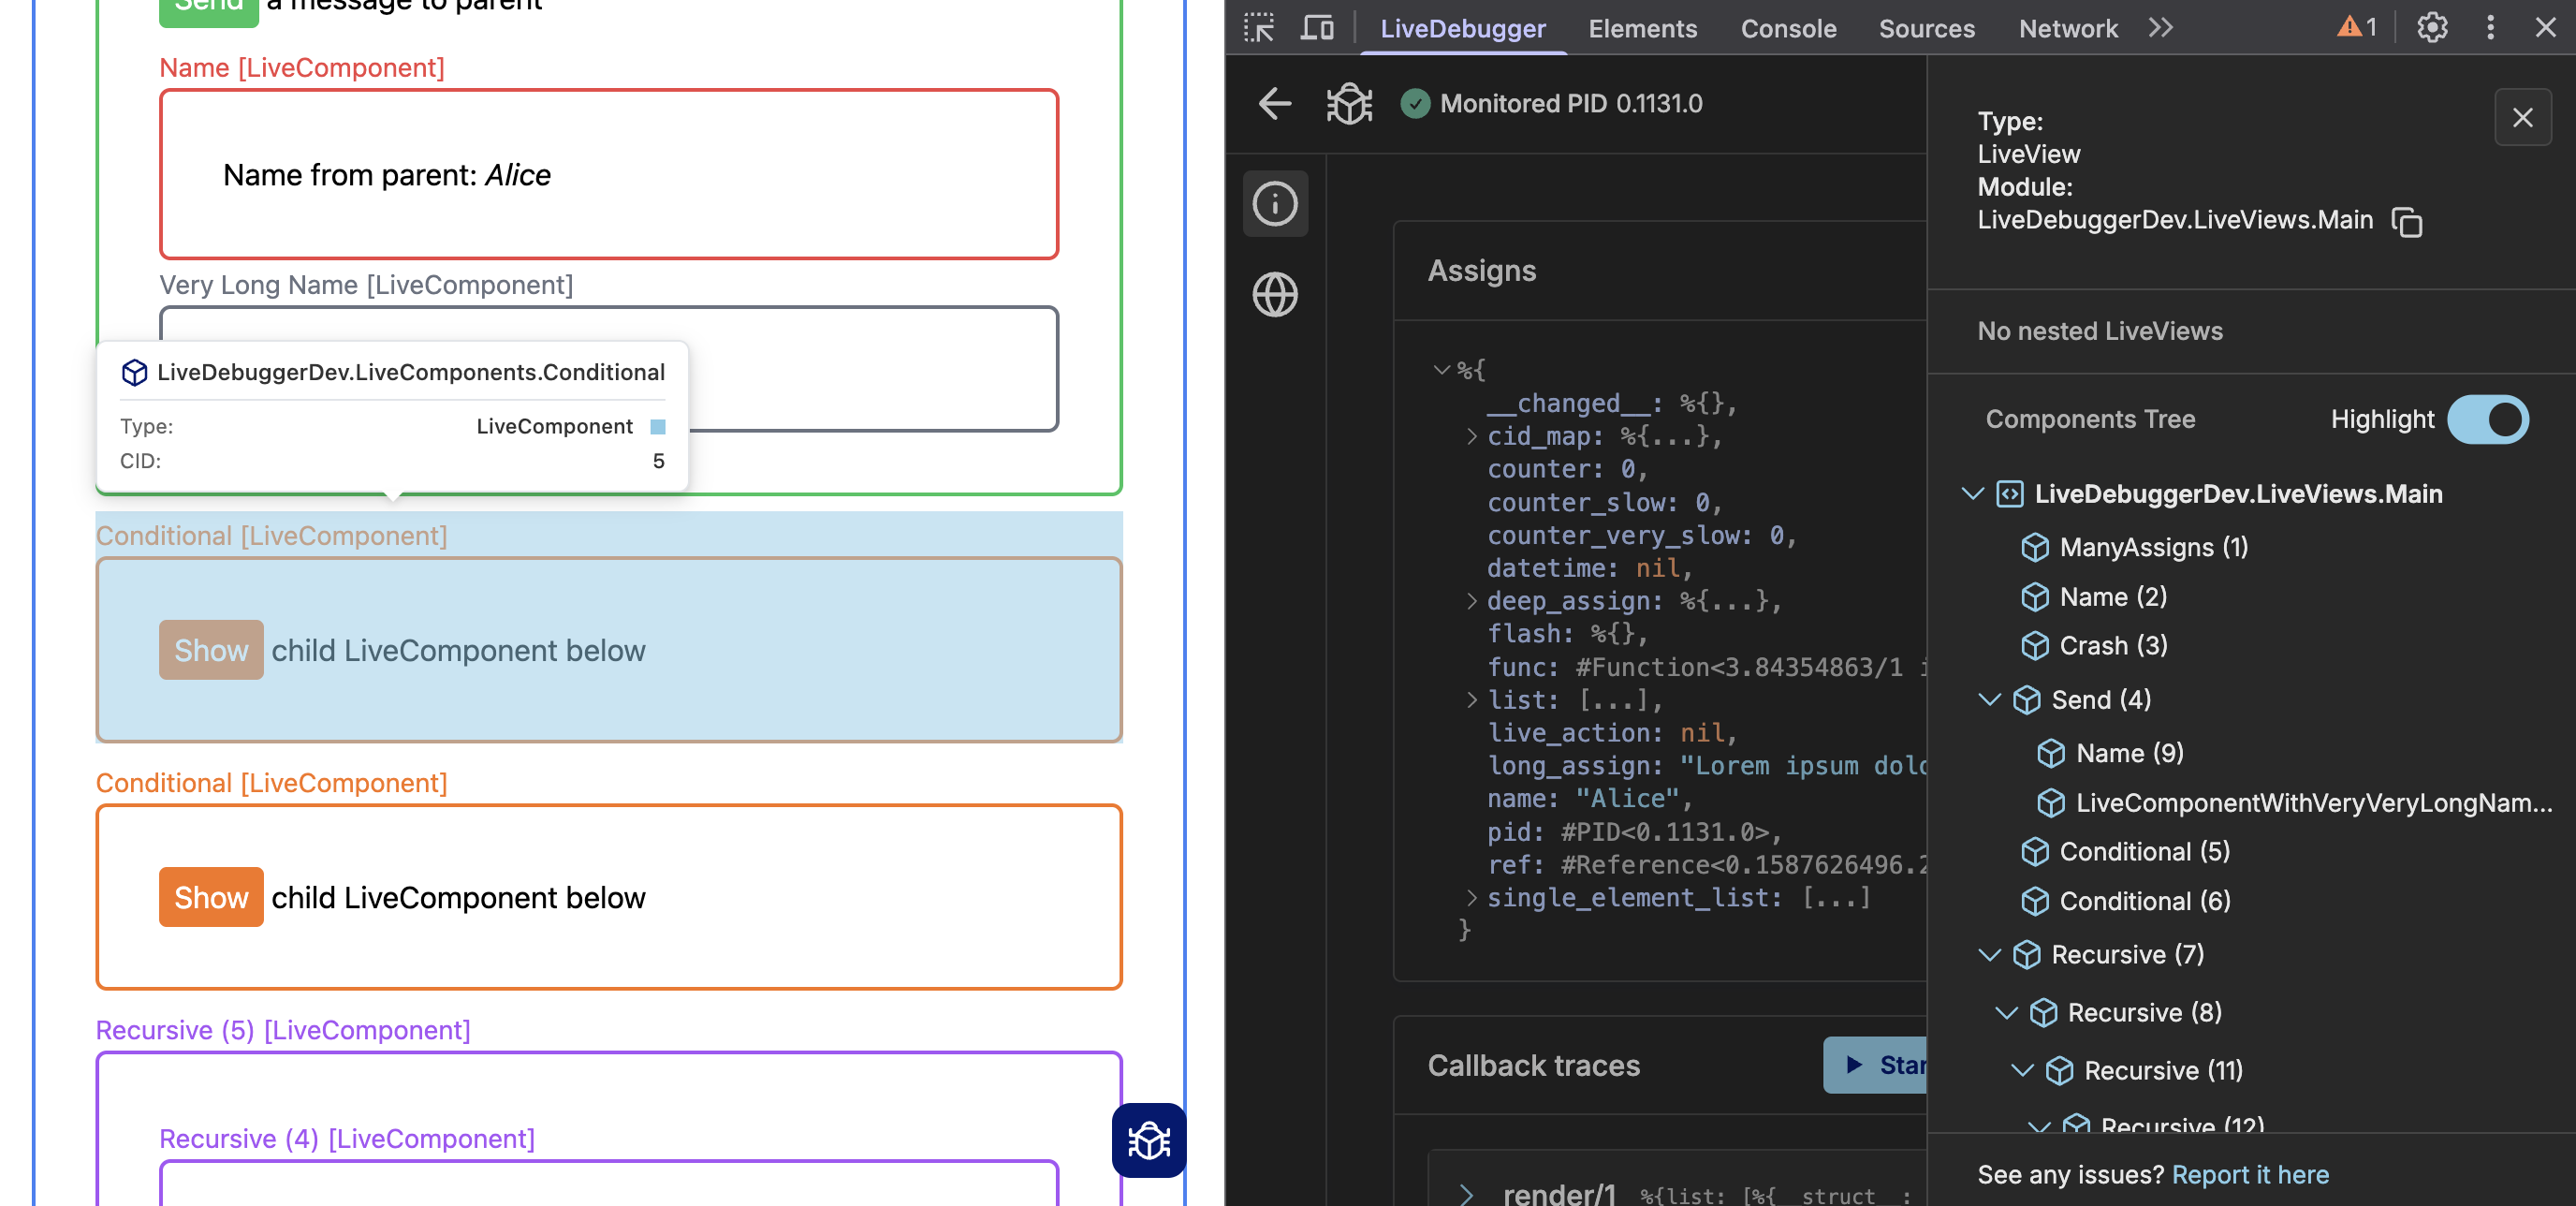 Send a message to parent
Name [LiveComponent]
Name from parent: Alice
Very Long Name [LiveComponent]
LiveDebuggerDev.LiveComponents.Conditional
Type: LiveComponent
CID: 5
Conditional [LiveComponent]
Show child LiveComponent below
Conditional [LiveComponent]
Show child LiveComponent below
Recursive (5) [LiveComponent]
Recursive (4) [LiveComponent]
LiveDebugger Elements Console Sources Network 1
Monitored PID 0.1131.0
Assigns
%{
__changed__: %{},
cid_map: %{...},
counter: 0,
counter_slow: 0,
counter_very_slow: 0,
datetime: nil,
deep_assign: %{...},
flash: %{},
func: #Function<3.84354863/1 i
list: [...],
live_action: nil,
long_assign: "Lorem ipsum dolo
name: "Alice",
pid: #PID<0.1131.0>,
ref: #Reference<0.1587626496.2
single_element_list: [...]
}
Callback traces
Star
render/1 %{list: [%{__struct__:
Type:
LiveView
Module:
LiveDebuggerDev.LiveViews.Main
No nested LiveViews
Components Tree Highlight
LiveDebuggerDev.LiveViews.Main
ManyAssigns (1)
Name (2)
Crash (3)
Send (4)
Name (9)
LiveComponentWithVeryVeryLongNam...
Conditional (5)
Conditional (6)
Recursive (7)
Recursive (8)
Recursive (11)
Recursive (12)
See any issues? Report it here